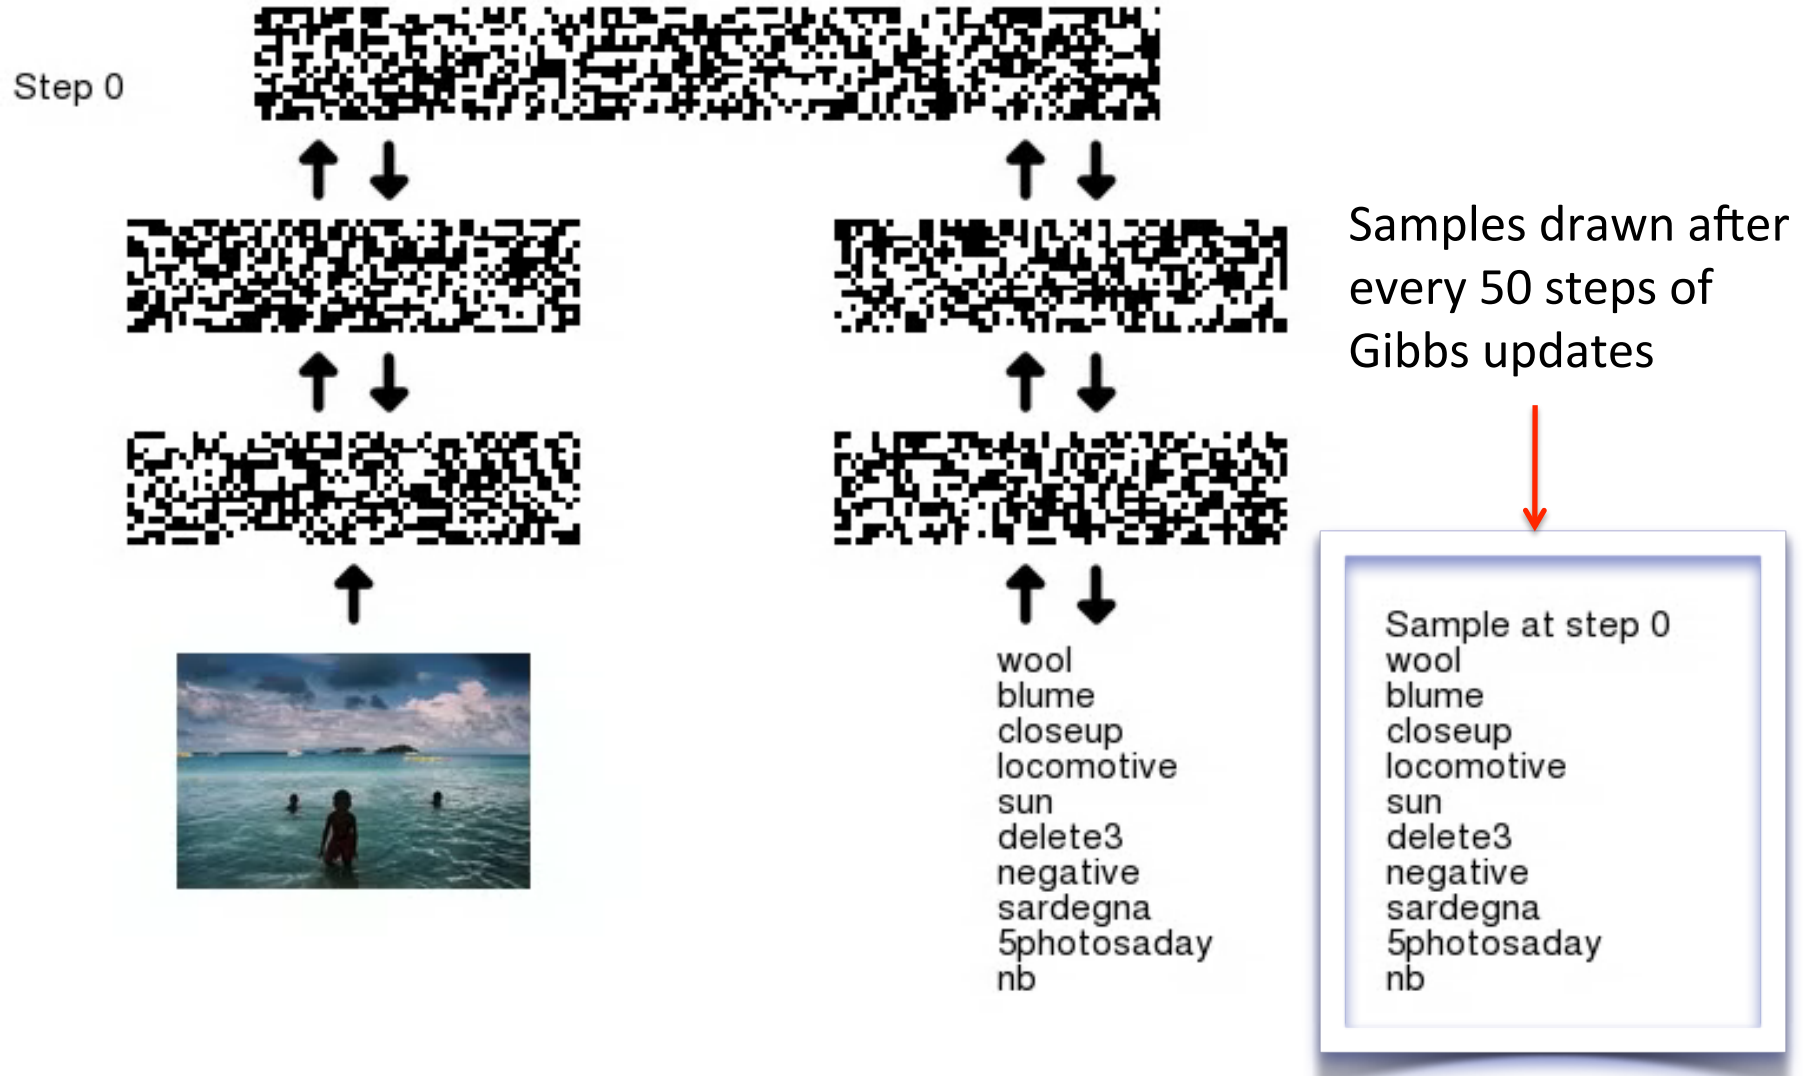 Step 0
Samples drawn after
every 50 steps of
Gibbs updates
wool
blume
closeup
locomotive
sun
delete3
negative
sardegna
5photosaday
nb
Sample at step 0
wool
blume
closeup
locomotive
sun
delete3
negative
sardegna
5photosaday
nb